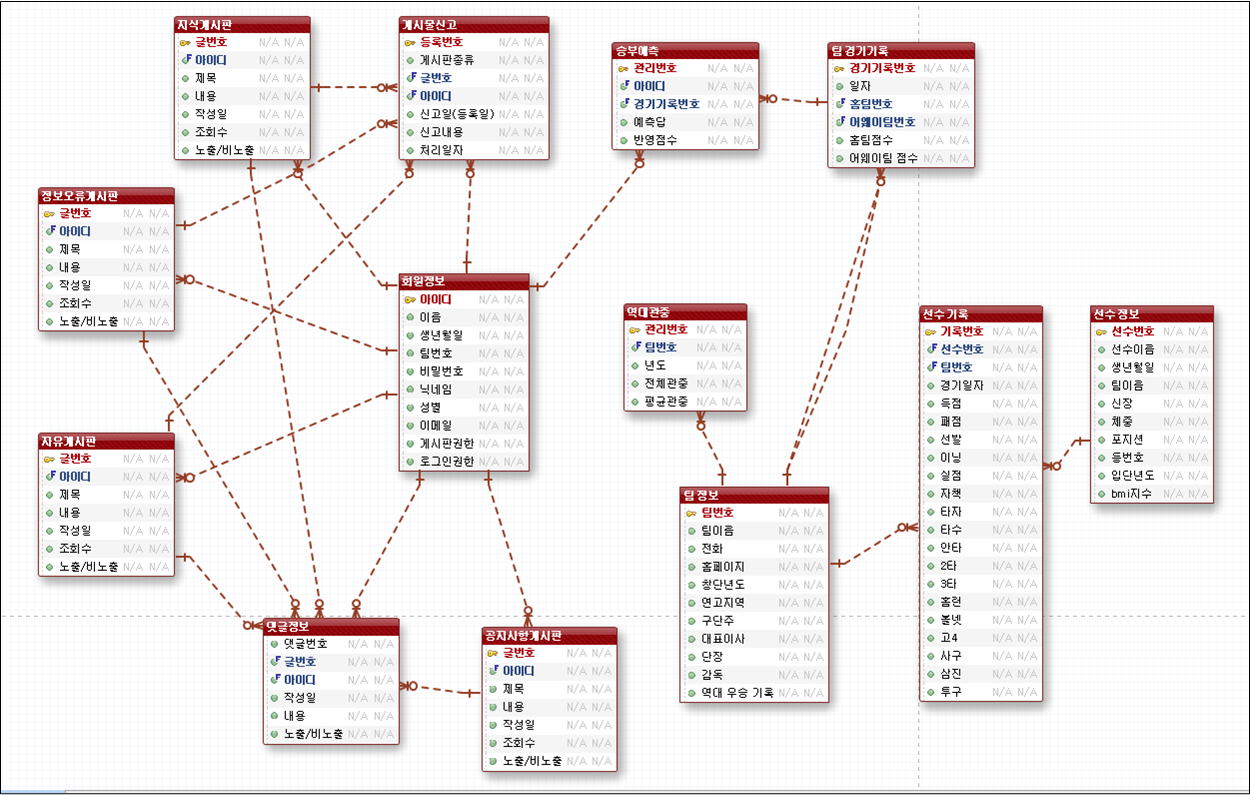 지식게시판
글번호 N/A N/A
아이디 N/A N/A
제목 N/A N/A
내용 N/A N/A
작성일 N/A N/A
조회수 N/A N/A
노출/비노출 N/A N/A
게시물신고
등록번호 N/A N/A
게시판종류 N/A N/A
글번호 N/A N/A
아이디 N/A N/A
신고일(등록일) N/A N/A
신고내용 N/A N/A
처리일자 N/A N/A
승부예측
관리번호 N/A N/A
아이디 N/A N/A
경기기록번호 N/A N/A
예측답 N/A N/A
반영점수 N/A N/A
팀경기기록
경기기록번호 N/A N/A
일자 N/A N/A
홈팀번호 N/A N/A
어웨이팀번호 N/A N/A
홈팀점수 N/A N/A
어웨이팀 점수 N/A N/A
정보오류게시판
글번호 N/A N/A
아이디 N/A N/A
제목 N/A N/A
내용 N/A N/A
작성일 N/A N/A
조회수 N/A N/A
노출/비노출 N/A N/A
회원정보
아이디 N/A N/A
이름 N/A N/A
생년월일 N/A N/A
팀번호 N/A N/A
비밀번호 N/A N/A
닉네임 N/A N/A
성별 N/A N/A
이메일 N/A N/A
게시판권한 N/A N/A
로그인권한 N/A N/A
역대관중
관리번호 N/A N/A
팀번호 N/A N/A
년도 N/A N/A
전체관중 N/A N/A
평균관중 N/A N/A
선수기록
기록번호 N/A N/A
선수번호 N/A N/A
팀번호 N/A N/A
경기일자 N/A N/A
득점 N/A N/A
패점 N/A N/A
선발 N/A N/A
이닝 N/A N/A
실점 N/A N/A
자책 N/A N/A
타자 N/A N/A
타수 N/A N/A
안타 N/A N/A
2타 N/A N/A
3타 N/A N/A
홈런 N/A N/A
볼넷 N/A N/A
고4 N/A N/A
사구 N/A N/A
삼진 N/A N/A
투구 N/A N/A
선수정보
선수번호 N/A N/A
선수이름 N/A N/A
생년월일 N/A N/A
팀이름 N/A N/A
신장 N/A N/A
체중 N/A N/A
포지션 N/A N/A
등번호 N/A N/A
입단년도 N/A N/A
bmi지수 N/A N/A
자유게시판
글번호 N/A N/A
아이디 N/A N/A
제목 N/A N/A
내용 N/A N/A
작성일 N/A N/A
조회수 N/A N/A
노출/비노출 N/A N/A
팀정보
팀번호 N/A N/A
팀이름 N/A N/A
전화 N/A N/A
홈페이지 N/A N/A
창단년도 N/A N/A
연고지역 N/A N/A
구단주 N/A N/A
대표이사 N/A N/A
단장 N/A N/A
감독 N/A N/A
역대 우승 기록 N/A N/A
댓글정보
댓글번호 N/A N/A
글번호 N/A N/A
아이디 N/A N/A
작성일 N/A N/A
내용 N/A N/A
노출/비노출 N/A N/A
공지사항게시판
글번호 N/A N/A
아이디 N/A N/A
제목 N/A N/A
내용 N/A N/A
작성일 N/A N/A
조회수 N/A N/A
노출/비노출 N/A N/A